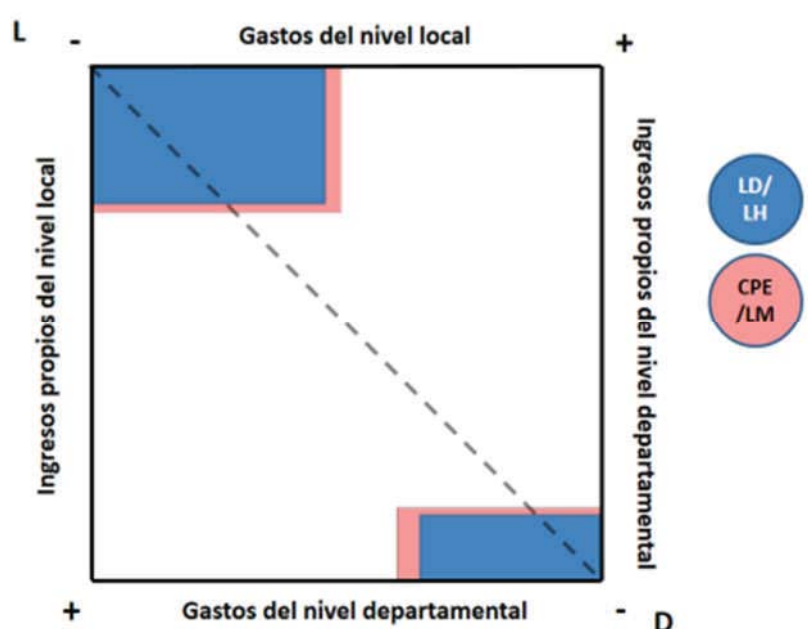 L
-
Gastos del nivel local
+
Ingresos propios del nivel local
Ingresos propios del nivel departamental
LD/
LH
CPE
/LM
+
Gastos del nivel departamental
-
D